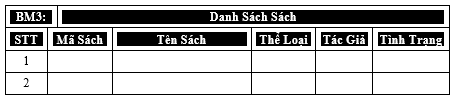 BM3: Danh Sách Sách
STT Mã Sách Tên Sách Thể Loại Tác Giả Tình Trạng
1
2